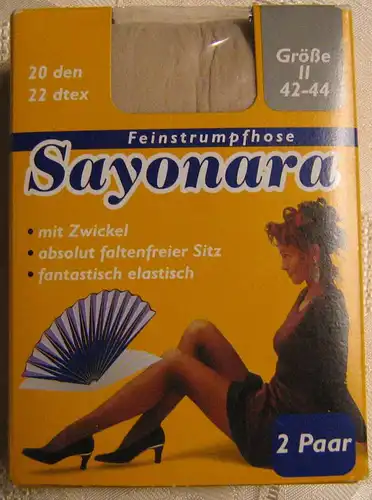 20 den
22 dtex
Größe
II
42-44
Feinstrumpfhose
Sayonara
• mit Zwickel
• absolut faltenfreier Sitz
• fantastisch elastisch
2 Paar